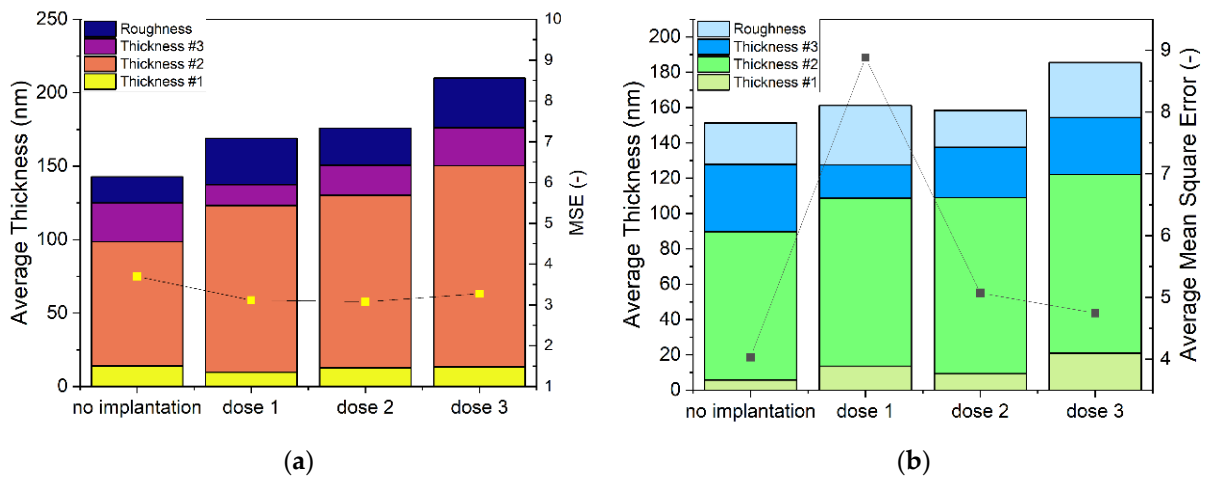 250
200
150
100
50
0
Average Thickness (nm)
Roughness
Thickness #3
Thickness #2
Thickness #1
10
9
8
7
6
5
4
3
2
1
MSE (-)
no implantation dose 1 dose 2 dose 3
(a)
200
180
160
140
120
100
80
60
40
20
0
Average Thickness (nm)
Roughness
Thickness #3
Thickness #2
Thickness #1
9
8
7
6
5
4
Average Mean Square Error (-)
no implantation dose 1 dose 2 dose 3
(b)